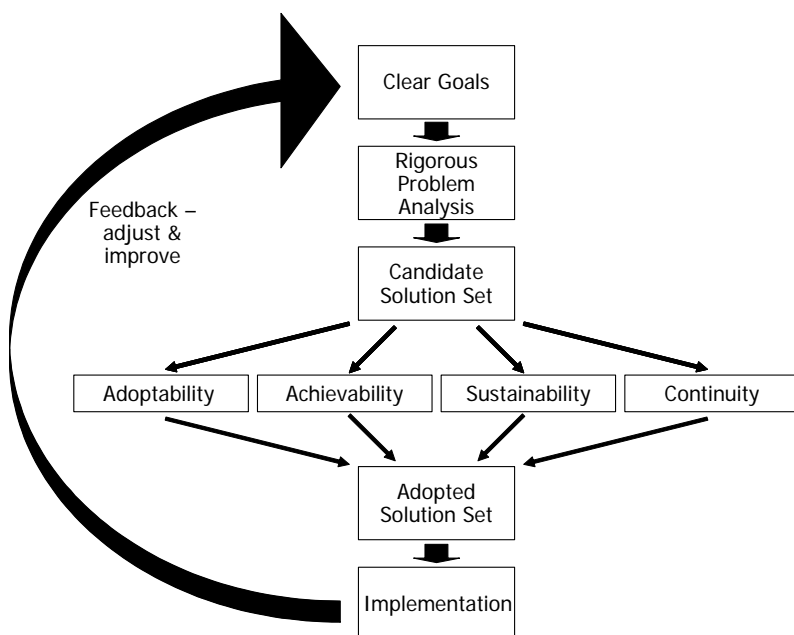 Clear Goals
Rigorous
Problem
Analysis
Feedback –
adjust &
improve
Candidate
Solution Set
Adoptability
Achievability
Sustainability
Continuity
Adopted
Solution Set
Implementation